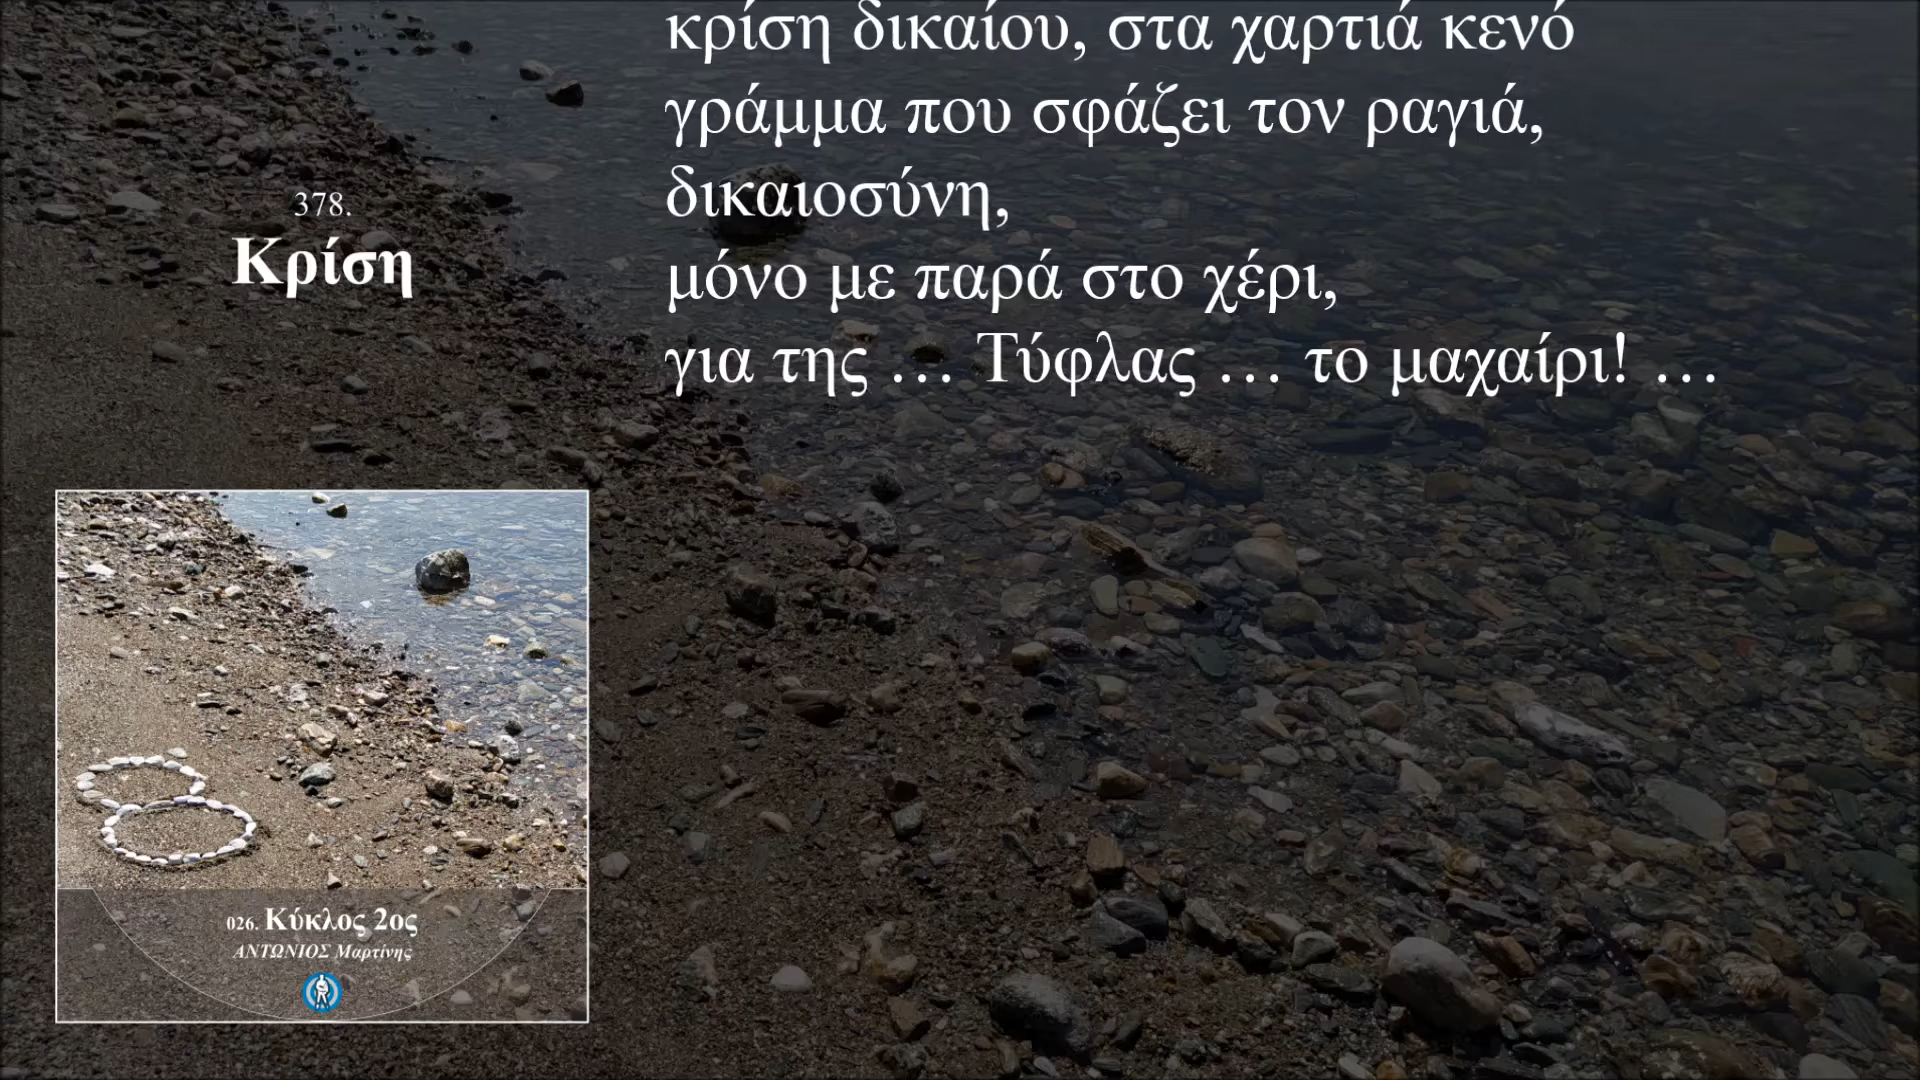 κρίση δικαίου, στα χαρτιά κενό
γράμμα που σφάζει τον ραγιά,
δικαιοσύνη,
μόνο με παρά στο χέρι,
για της … Τύφλας … το μαχαίρι! …
378.
Κρίση
026. Κύκλος 2ος
ΑΝΤΩΝΙΟΣ Μαρτίνης